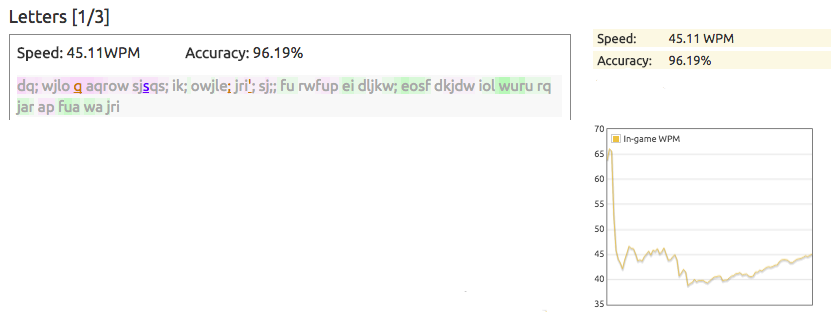 Letters [1/3]
Speed: 45.11WPM Accuracy: 96.19%
dq; wjlo q aqrow sjsqs; ik; owjle; jri'; sj;; fu rwfup ei dljkw; eosf dkjdw iol wuru rq
jar ap fua wa jri
Speed: 45.11 WPM
Accuracy: 96.19%
In-game WPM
70
65
60
55
50
45
40
35